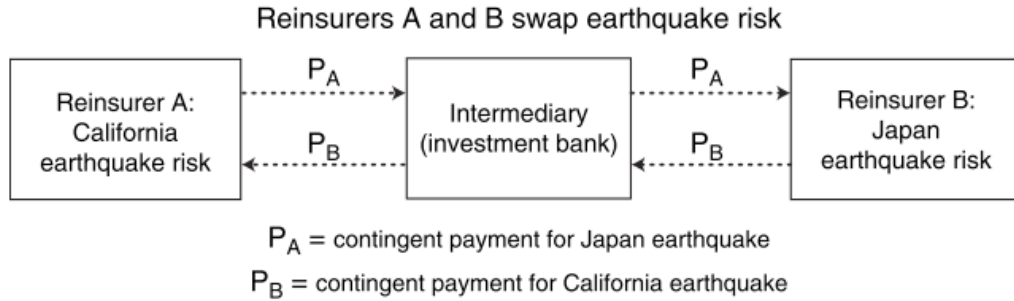 Reinsurers A and B swap earthquake risk
Reinsurer A:
California
earthquake risk
P_A
P_B
Intermediary
(investment bank)
P_A
P_B
Reinsurer B:
Japan
earthquake risk
P_A = contingent payment for Japan earthquake
P_B = contingent payment for California earthquake